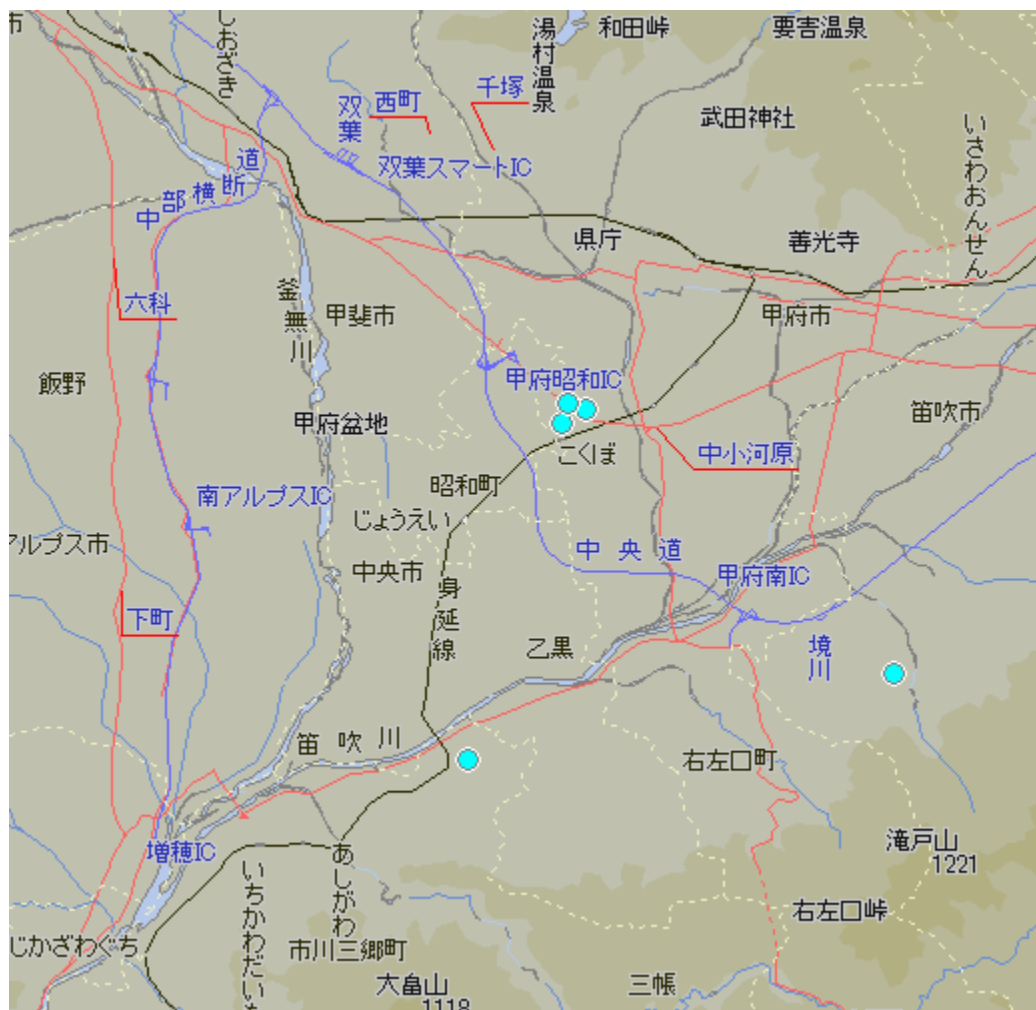 市
しおざき
湯村温泉
和田峠
要害温泉
双葉
西町
千塚
武田神社
いさわおんせん
双葉スマートIC
中部横断道
県庁
善光寺
六科
釜無川
甲斐市
甲府市
飯野
甲府昭和IC
笛吹市
甲府盆地
こくぼ
中小河原
昭和町
南アルプスIC
じょうえい
アルプス市
中央道
中央市
甲府南IC
身延線
下町
乙黒
境川
笛吹川
右左口町
増穂IC
あしがわ
滝戸山
1221
いちかわだいも
右左口峠
じかざわぐち
市川三郷町
大畠山
1118
三帳